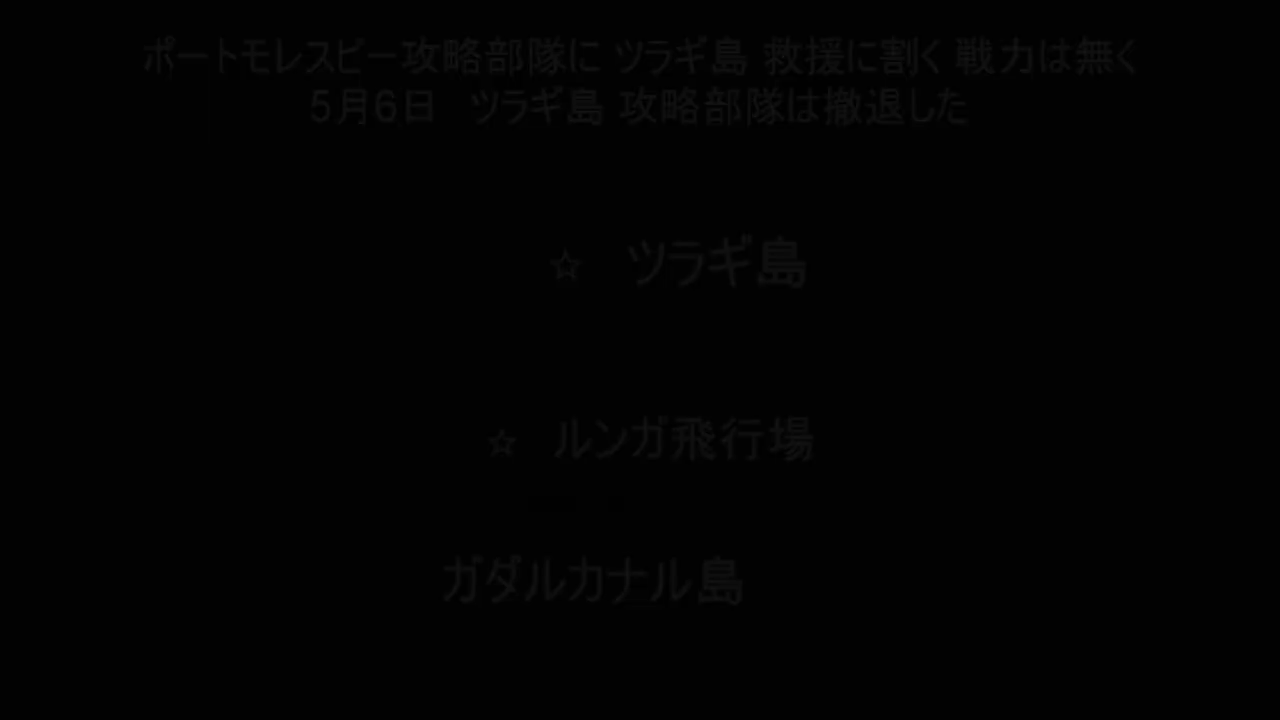 ポートモレスビー攻略部隊に ツラギ島 救援に割く 戦力は無く
5月6日　ツラギ島 攻略部隊は撤退した
☆　ツラギ島
☆　ルンガ飛行場
ガダルカナル島